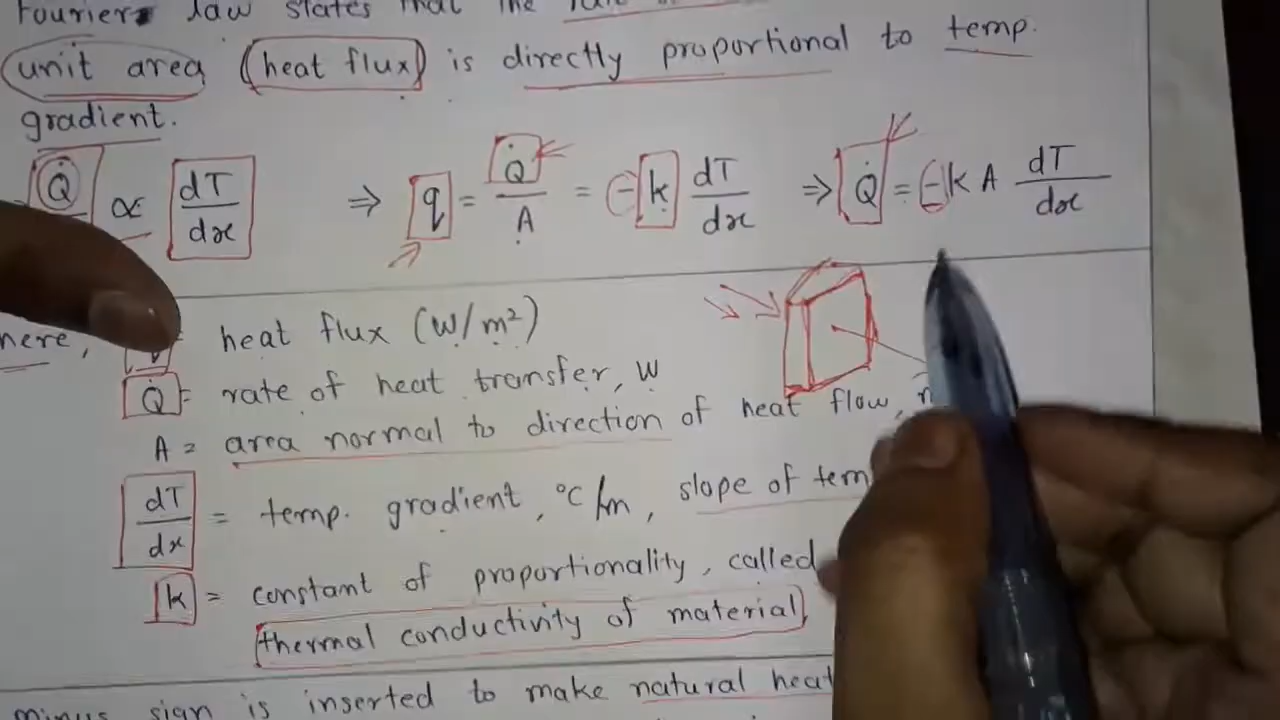 Fourier law states that the
unit area (heat flux) is directly proportional to temp.
gradient.
Q̇ ∝ dT/dx ⇒ q = Q̇/A = -k dT/dx ⇒ Q̇ = -k A dT/dx
heat flux (W/m²)
Q̇ = rate of heat transfer, W
A = area normal to direction of heat flow,
dT/dx = temp. gradient, °C/m, slope of tem
k = constant of proportionality, called
thermal conductivity of material
minus sign is inserted to make natural heat